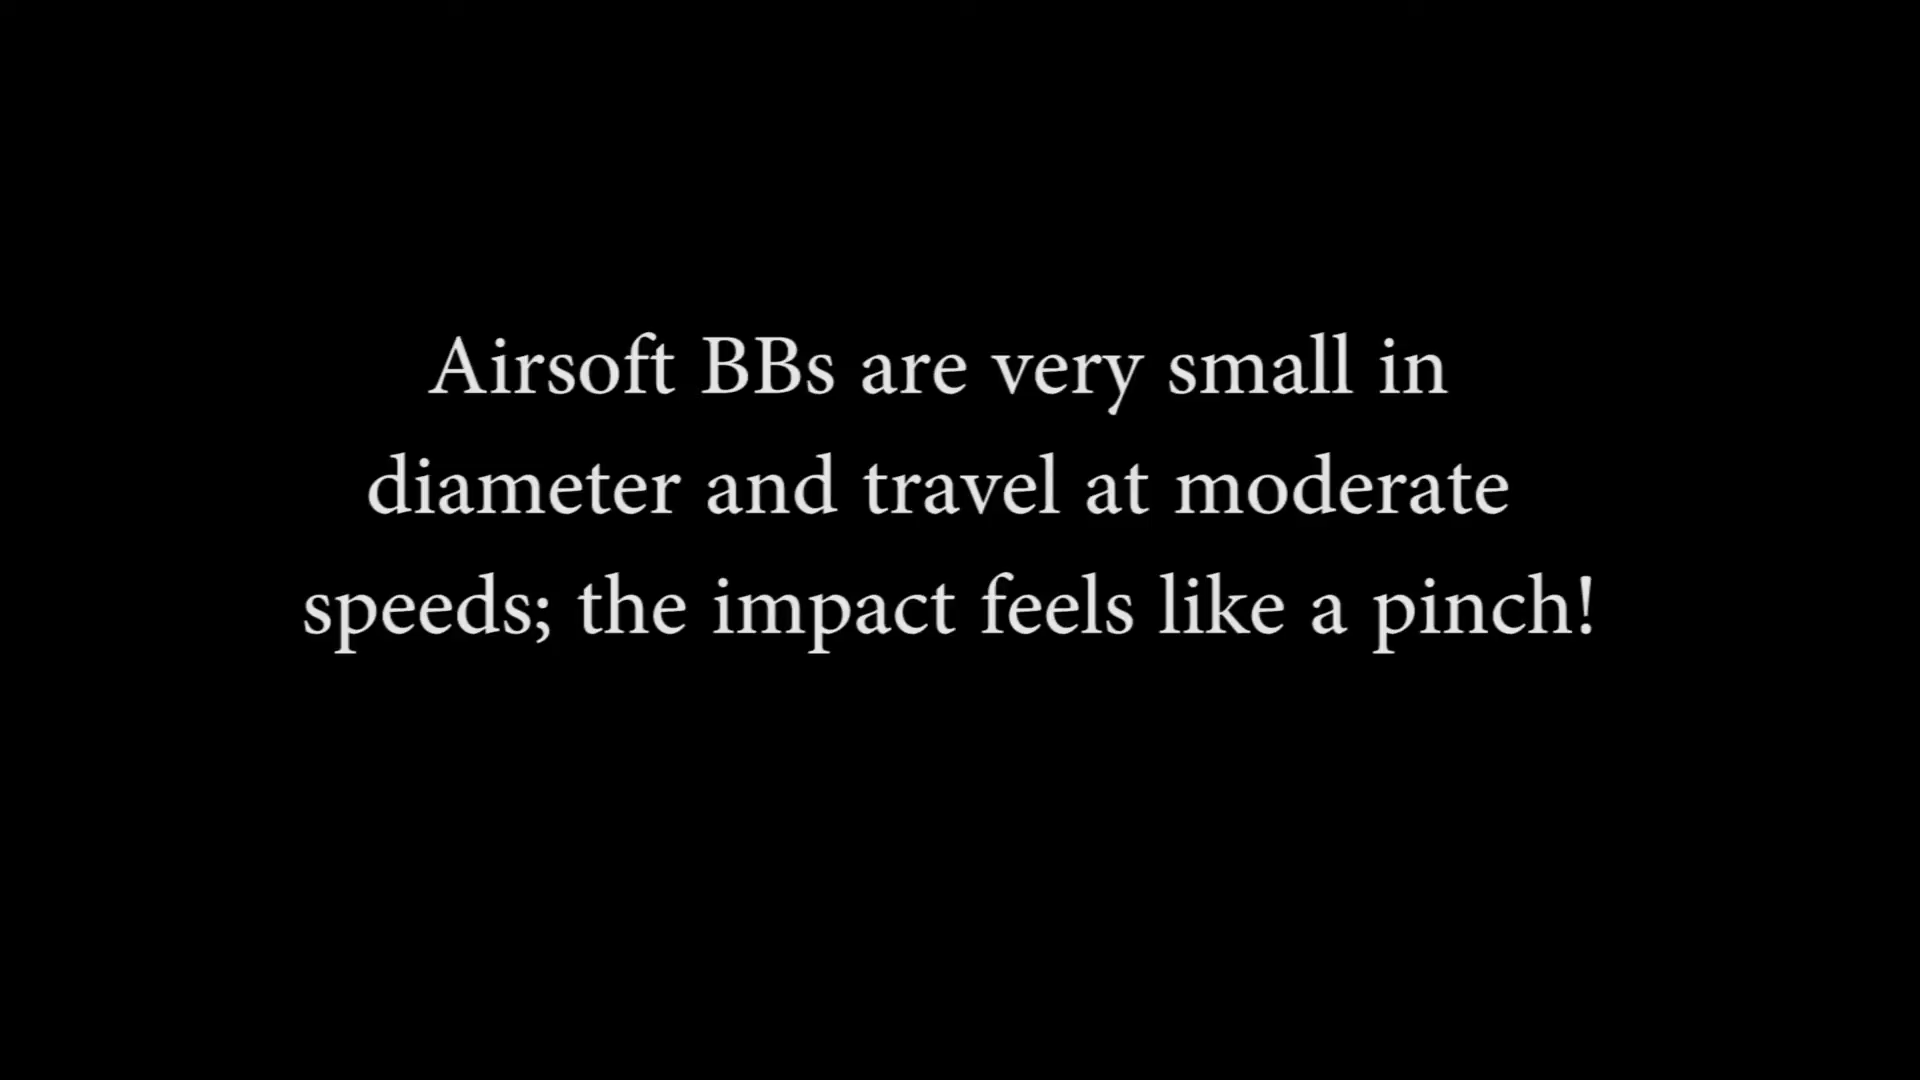 Airsoft BBs are very small in
diameter and travel at moderate
speeds; the impact feels like a pinch!